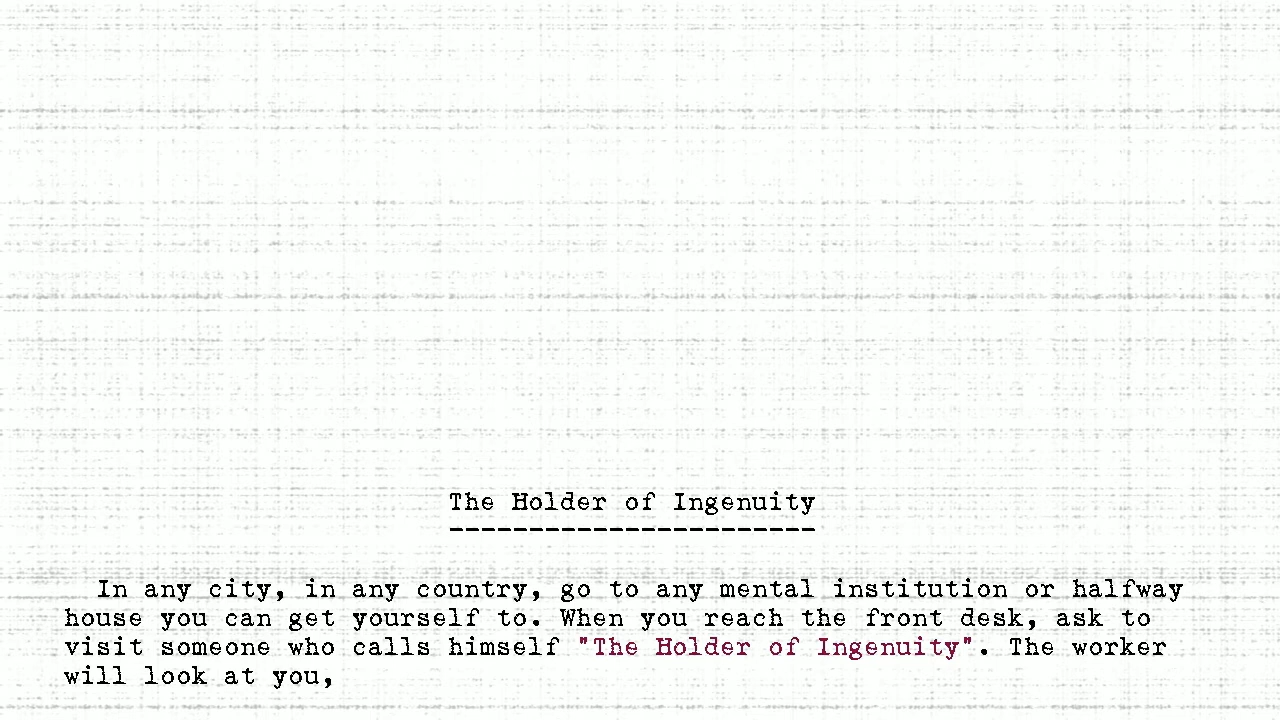 The Holder of Ingenuity
-----------------------
In any city, in any country, go to any mental institution or halfway
house you can get yourself to. When you reach the front desk, ask to
visit someone who calls himself "The Holder of Ingenuity". The worker
will look at you,